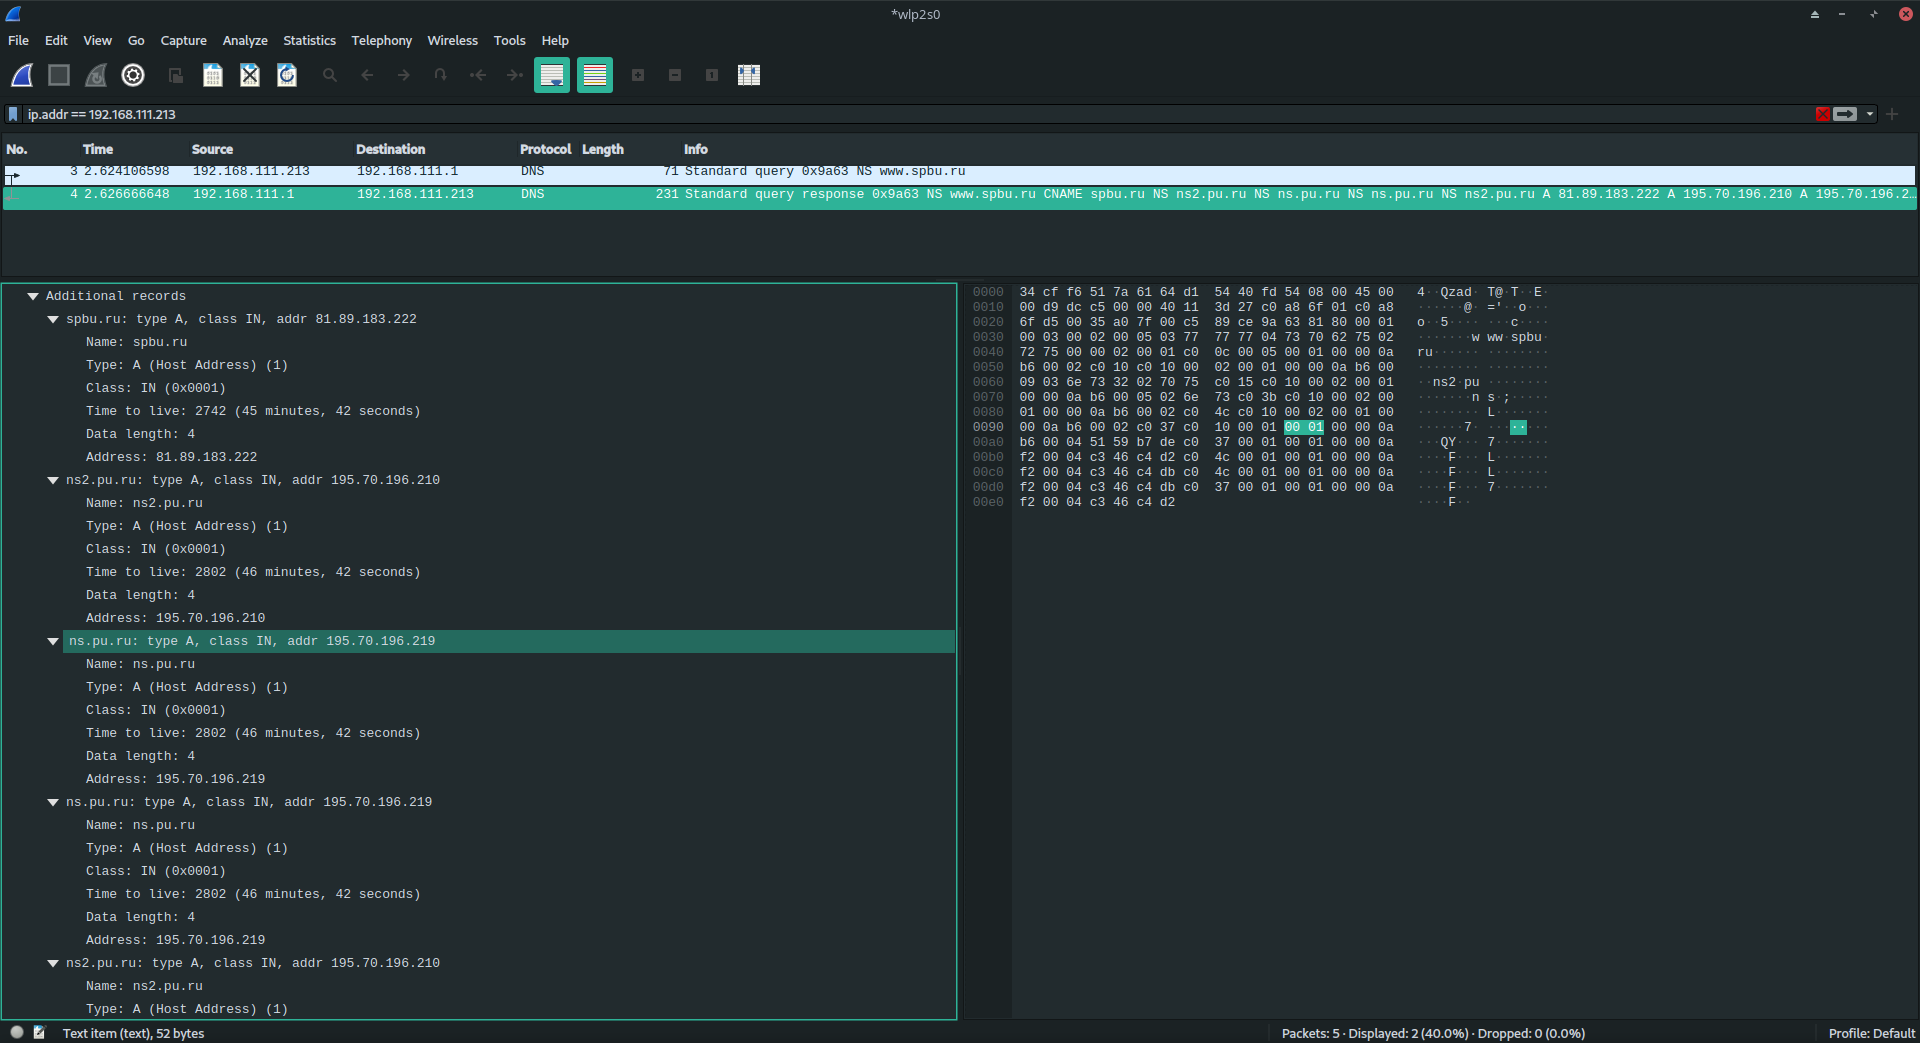 *wlp2s0
File Edit View Go Capture Analyze Statistics Telephony Wireless Tools Help
ip.addr == 192.168.111.213
No. Time Source Destination Protocol Length Info
3 2.624106598 192.168.111.213 192.168.111.1 DNS 71 Standard query 0x9a63 NS www.spbu.ru
4 2.626666648 192.168.111.1 192.168.111.213 DNS 231 Standard query response 0x9a63 NS www.spbu.ru CNAME spbu.ru NS ns2.pu.ru NS ns.pu.ru NS ns.pu.ru NS ns2.pu.ru A 81.89.183.222 A 195.70.196.210 A 195.70.196.2…
Additional records
spbu.ru: type A, class IN, addr 81.89.183.222
Name: spbu.ru
Type: A (Host Address) (1)
Class: IN (0x0001)
Time to live: 2742 (45 minutes, 42 seconds)
Data length: 4
Address: 81.89.183.222
ns2.pu.ru: type A, class IN, addr 195.70.196.210
Name: ns2.pu.ru
Type: A (Host Address) (1)
Class: IN (0x0001)
Time to live: 2802 (46 minutes, 42 seconds)
Data length: 4
Address: 195.70.196.210
ns.pu.ru: type A, class IN, addr 195.70.196.219
Name: ns.pu.ru
Type: A (Host Address) (1)
Class: IN (0x0001)
Time to live: 2802 (46 minutes, 42 seconds)
Data length: 4
Address: 195.70.196.219
ns.pu.ru: type A, class IN, addr 195.70.196.219
Name: ns.pu.ru
Type: A (Host Address) (1)
Class: IN (0x0001)
Time to live: 2802 (46 minutes, 42 seconds)
Data length: 4
Address: 195.70.196.219
ns2.pu.ru: type A, class IN, addr 195.70.196.210
Name: ns2.pu.ru
Type: A (Host Address) (1)
0000 34 cf f6 51 7a 61 64 d1 54 40 fd 54 08 00 45 00 4··Qzad·T@·T··E·
0010 00 d9 dc c5 00 00 40 11 3d 27 c0 a8 6f 01 c0 a8 ······@·='··o···
0020 6f d5 00 35 a0 7f 00 c5 89 ce 9a 63 81 80 00 01 o··5·······c····
0030 00 03 00 02 00 05 03 77 77 77 04 73 70 62 75 02 ·······www·spbu·
0040 72 75 00 00 02 00 01 c0 0c 00 05 00 01 00 00 0a ru··············
0050 b6 00 02 c0 10 c0 10 00 02 00 01 00 00 0a b6 00 ················
0060 09 03 6e 73 32 02 70 75 c0 15 c0 10 00 02 00 01 ··ns2·pu········
0070 00 00 0a b6 00 05 02 6e 73 c0 3b c0 10 00 02 00 ·······ns·;·····
0080 01 00 00 0a b6 00 02 c0 4c c0 10 00 02 00 01 00 ········L·······
0090 00 0a b6 00 02 c0 37 c0 10 00 01 00 01 00 00 0a ······7·········
00a0 b6 00 04 51 59 b7 de c0 37 00 01 00 01 00 00 0a ···QY···7·······
00b0 f2 00 04 c3 46 c4 d2 c0 4c 00 01 00 01 00 00 0a ····F···L·······
00c0 f2 00 04 c3 46 c4 db c0 4c 00 01 00 01 00 00 0a ····F···L·······
00d0 f2 00 04 c3 46 c4 db c0 37 00 01 00 01 00 00 0a ····F···7·······
00e0 f2 00 04 c3 46 c4 d2 ····F··
Text item (text), 52 bytes
Packets: 5 · Displayed: 2 (40.0%) · Dropped: 0 (0.0%)
Profile: Default